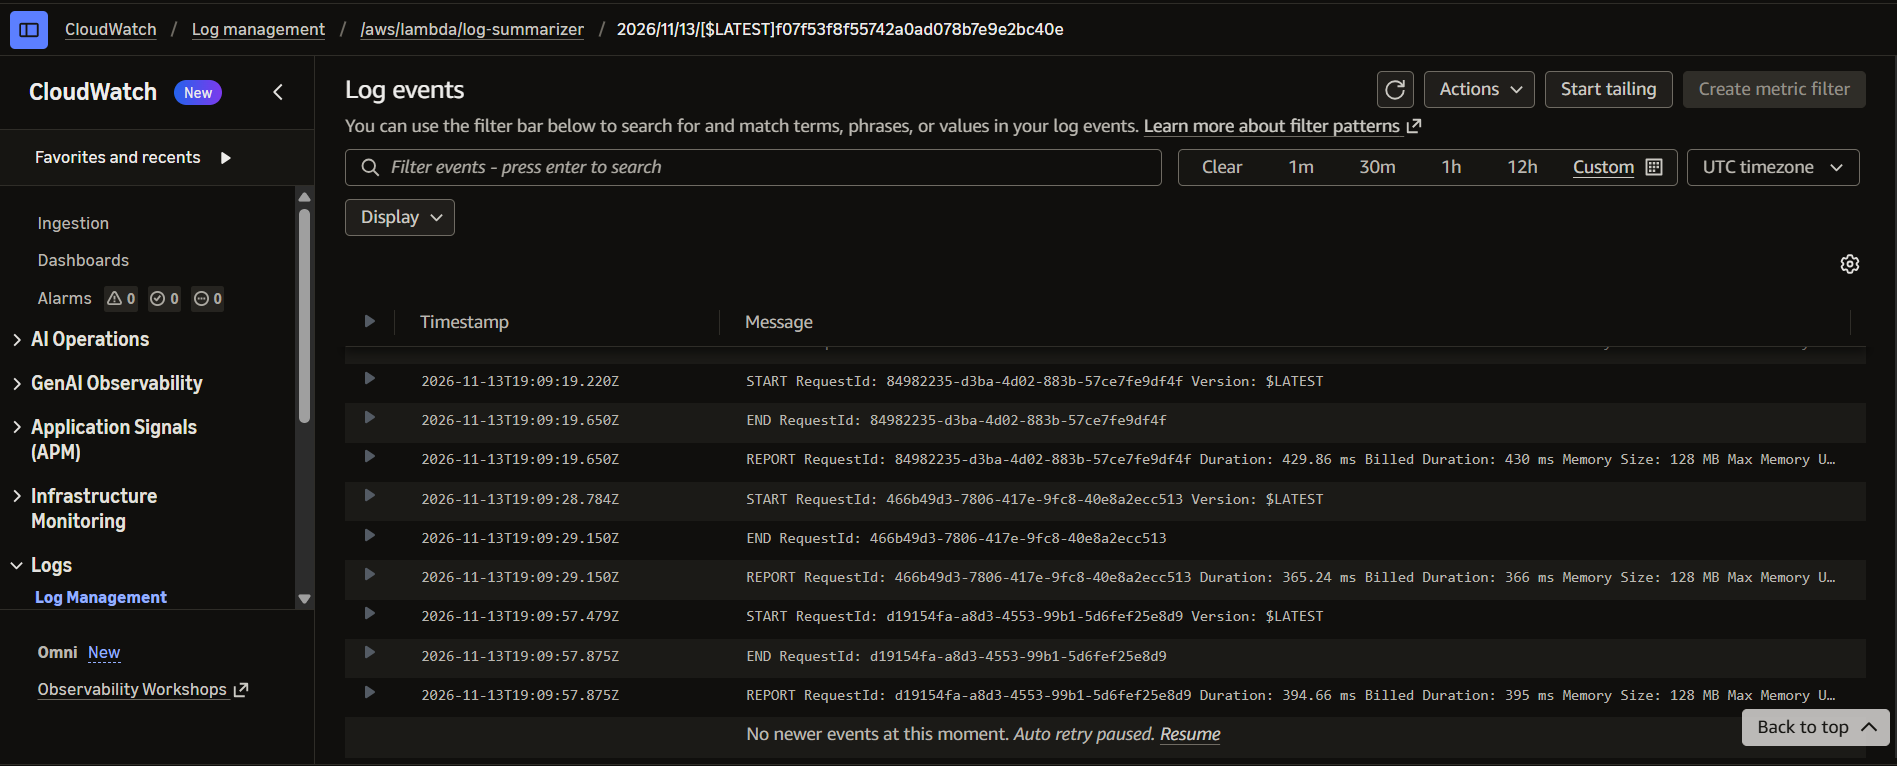 CloudWatch / Log management / /aws/lambda/log-summarizer / 2026/11/13/[$LATEST]f07f53f8f55742a0ad078b7e9e2bc40e
CloudWatch New
Favorites and recents
Ingestion
Dashboards
Alarms 0 0 0
AI Operations
GenAI Observability
Application Signals
(APM)
Infrastructure
Monitoring
Logs
Log Management
Omni New
Observability Workshops
Log events
Actions
Start tailing
Create metric filter
You can use the filter bar below to search for and match terms, phrases, or values in your log events. Learn more about filter patterns
Filter events - press enter to search
Clear 1m 30m 1h 12h Custom
UTC timezone
Display
Timestamp Message
2026-11-13T19:09:19.220Z START RequestId: 84982235-d3ba-4d02-883b-57ce7fe9df4f Version: $LATEST
2026-11-13T19:09:19.650Z END RequestId: 84982235-d3ba-4d02-883b-57ce7fe9df4f
2026-11-13T19:09:19.650Z REPORT RequestId: 84982235-d3ba-4d02-883b-57ce7fe9df4f Duration: 429.86 ms Billed Duration: 430 ms Memory Size: 128 MB Max Memory U…
2026-11-13T19:09:28.784Z START RequestId: 466b49d3-7806-417e-9fc8-40e8a2ecc513 Version: $LATEST
2026-11-13T19:09:29.150Z END RequestId: 466b49d3-7806-417e-9fc8-40e8a2ecc513
2026-11-13T19:09:29.150Z REPORT RequestId: 466b49d3-7806-417e-9fc8-40e8a2ecc513 Duration: 365.24 ms Billed Duration: 366 ms Memory Size: 128 MB Max Memory U…
2026-11-13T19:09:57.479Z START RequestId: d19154fa-a8d3-4553-99b1-5d6fef25e8d9 Version: $LATEST
2026-11-13T19:09:57.875Z END RequestId: d19154fa-a8d3-4553-99b1-5d6fef25e8d9
2026-11-13T19:09:57.875Z REPORT RequestId: d19154fa-a8d3-4553-99b1-5d6fef25e8d9 Duration: 394.66 ms Billed Duration: 395 ms Memory Size: 128 MB Max Memory U…
No newer events at this moment. Auto retry paused. Resume
Back to top